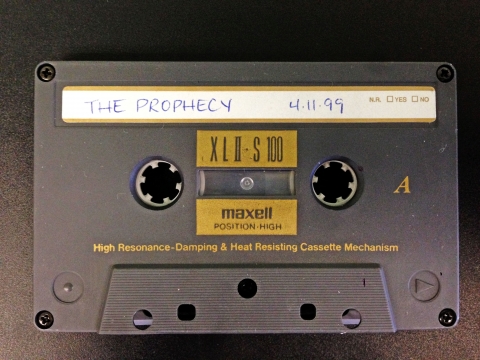 THE PROPHECY 4.11.99 N.R. YES NO
XLII-S 100
A
maxell
POSITION-HIGH
High Resonance-Damping & Heat Resisting Cassette Mechanism